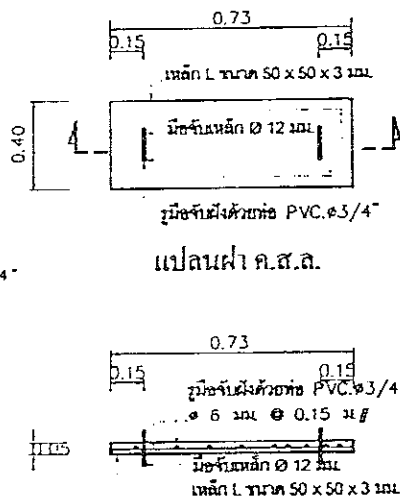 0.73
0.15 0.15
เหล็ก L ขนาด 50 x 50 x 3 มม.
0.40
มือจับเหล็ก Ø 12 มม.
รูมือจับฝังด้วยท่อ PVC.ø3/4"
4"
แปลนฝา ค.ส.ล.
0.73
0.15 0.15
รูมือจับฝังด้วยท่อ PVC.ø3/4
ø 6 มม. @ 0.15 ม.#
0.05
มือจับเหล็ก Ø 12 มม.
เหล็ก L ขนาด 50 x 50 x 3 มม.